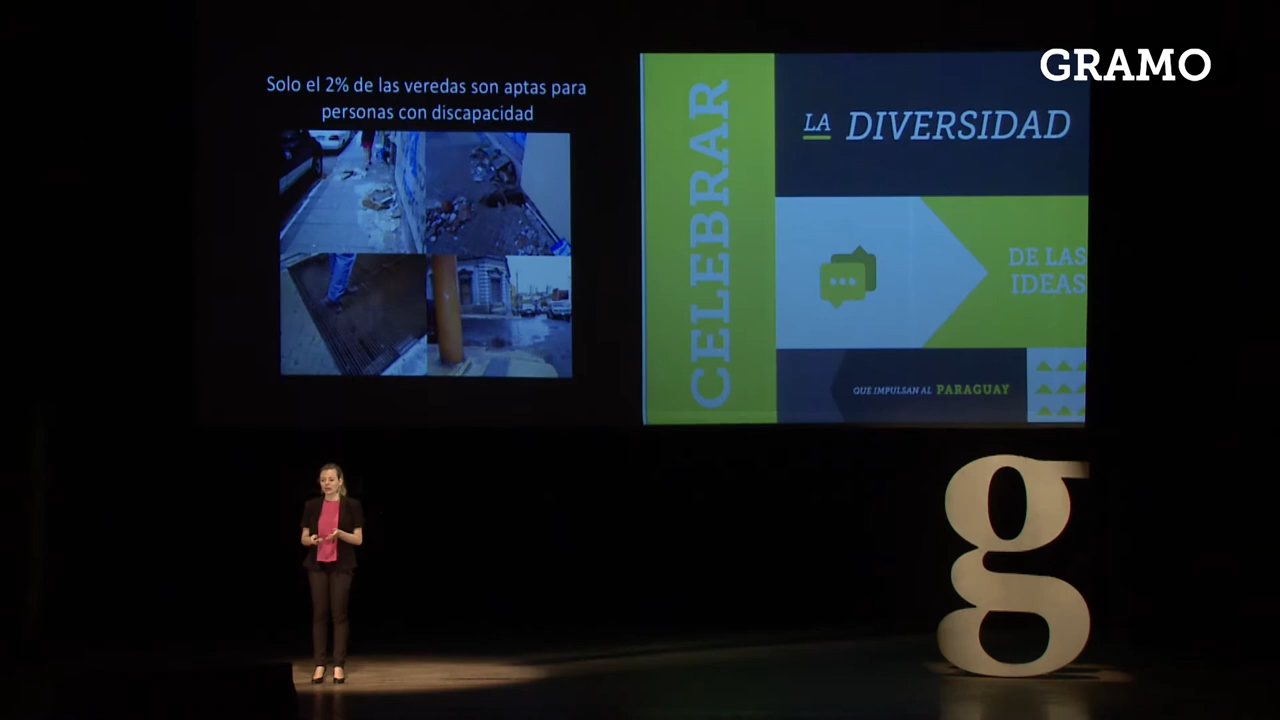 GRAMO
Solo el 2% de las veredas son aptas para
personas con discapacidad
CELEBRAR
LA DIVERSIDAD
DE LAS
IDEAS
QUE IMPULSAN AL PARAGUAY
g